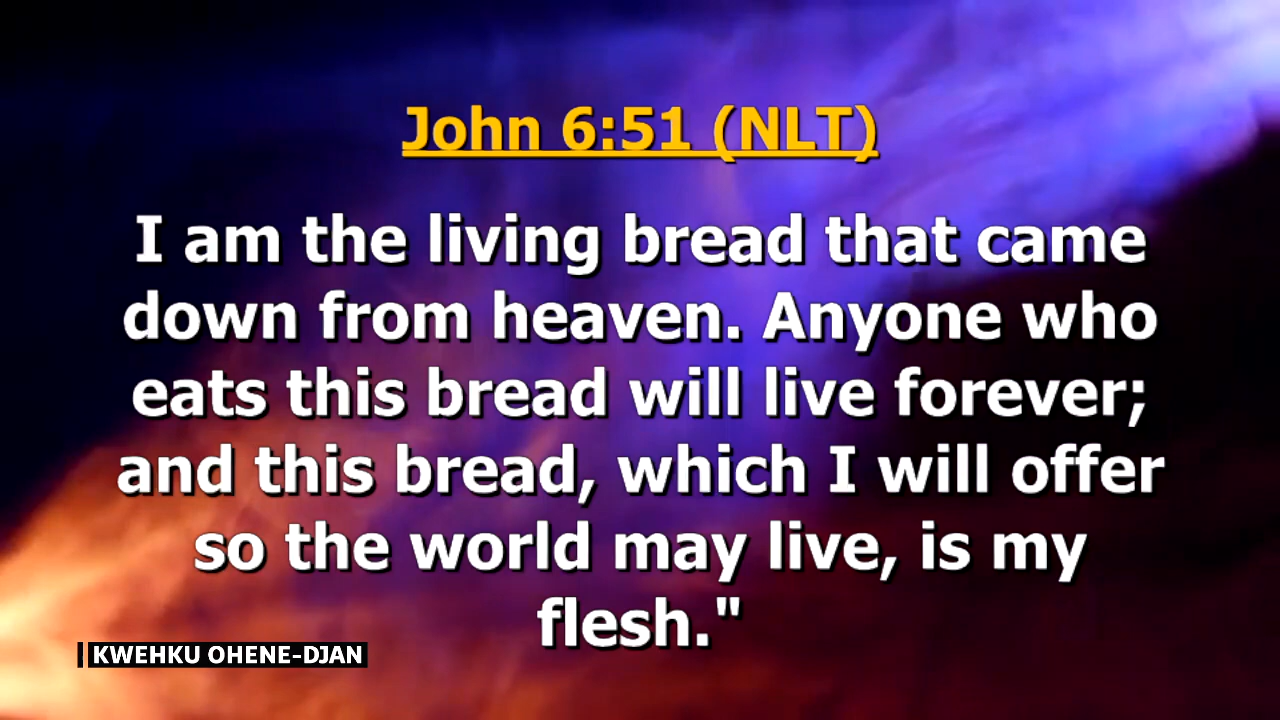 John 6:51 (NLT)
I am the living bread that came
down from heaven. Anyone who
eats this bread will live forever;
and this bread, which I will offer
so the world may live, is my
flesh."
KWEHKU OHENE-DJAN